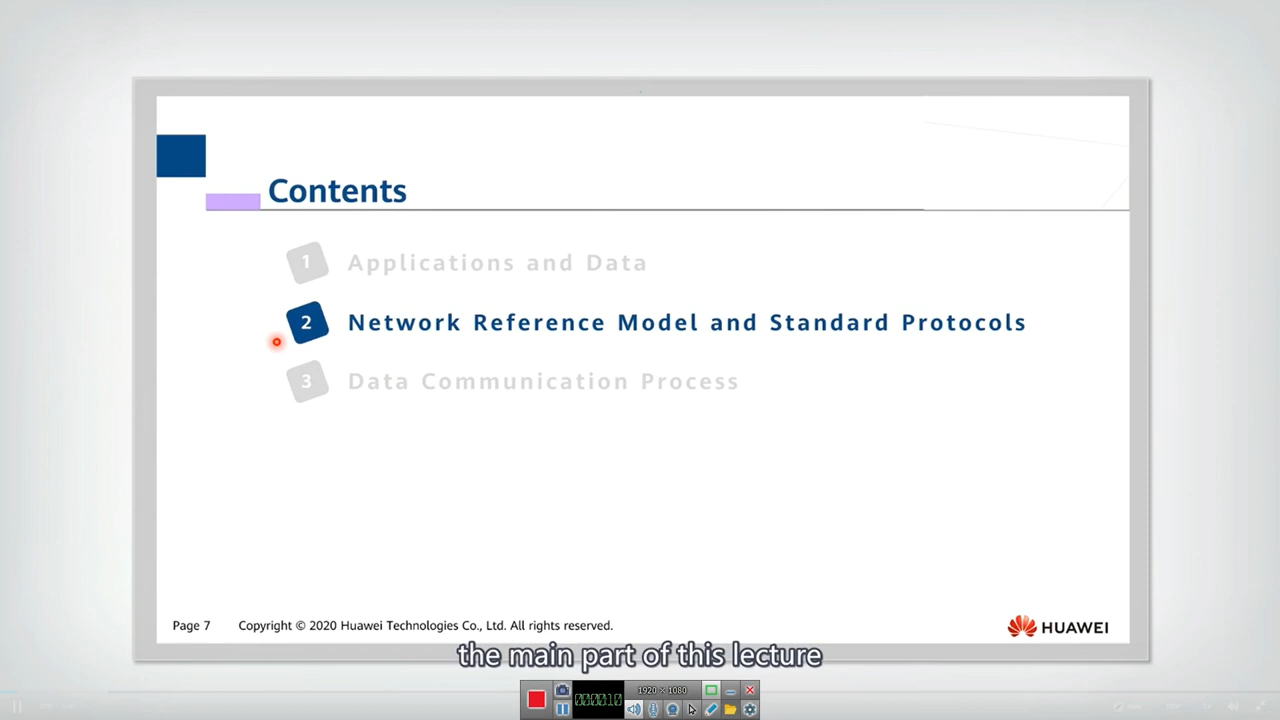 Contents
1 Applications and Data
2 Network Reference Model and Standard Protocols
3 Data Communication Process
Page 7 Copyright © 2020 Huawei Technologies Co., Ltd. All rights reserved.
HUAWEI
the main part of this lecture
1920 × 1080